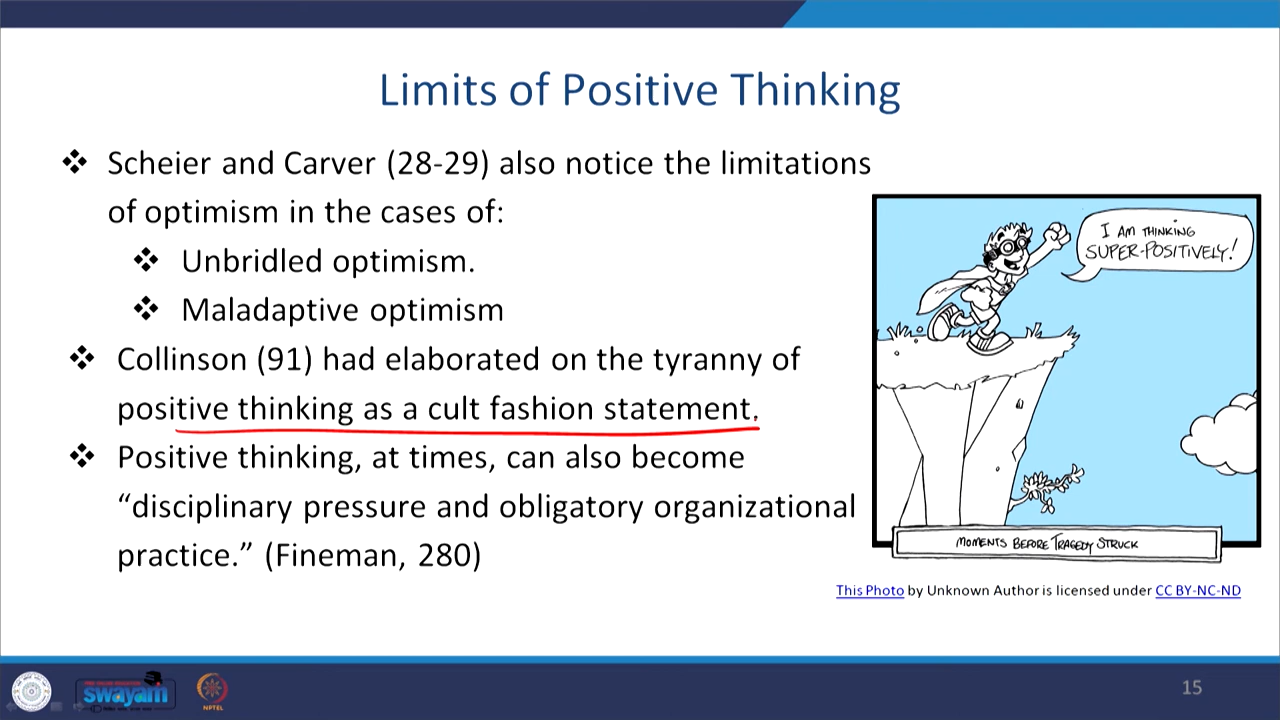 Limits of Positive Thinking
❖ Scheier and Carver (28-29) also notice the limitations
of optimism in the cases of:
❖ Unbridled optimism.
❖ Maladaptive optimism
❖ Collinson (91) had elaborated on the tyranny of
positive thinking as a cult fashion statement.
❖ Positive thinking, at times, can also become
“disciplinary pressure and obligatory organizational
practice.” (Fineman, 280)
I AM THINKING
SUPER-POSITIVELY!
MOMENTS BEFORE TRAGEDY STRUCK
This Photo by Unknown Author is licensed under CC BY-NC-ND
swayam
NPTEL
15